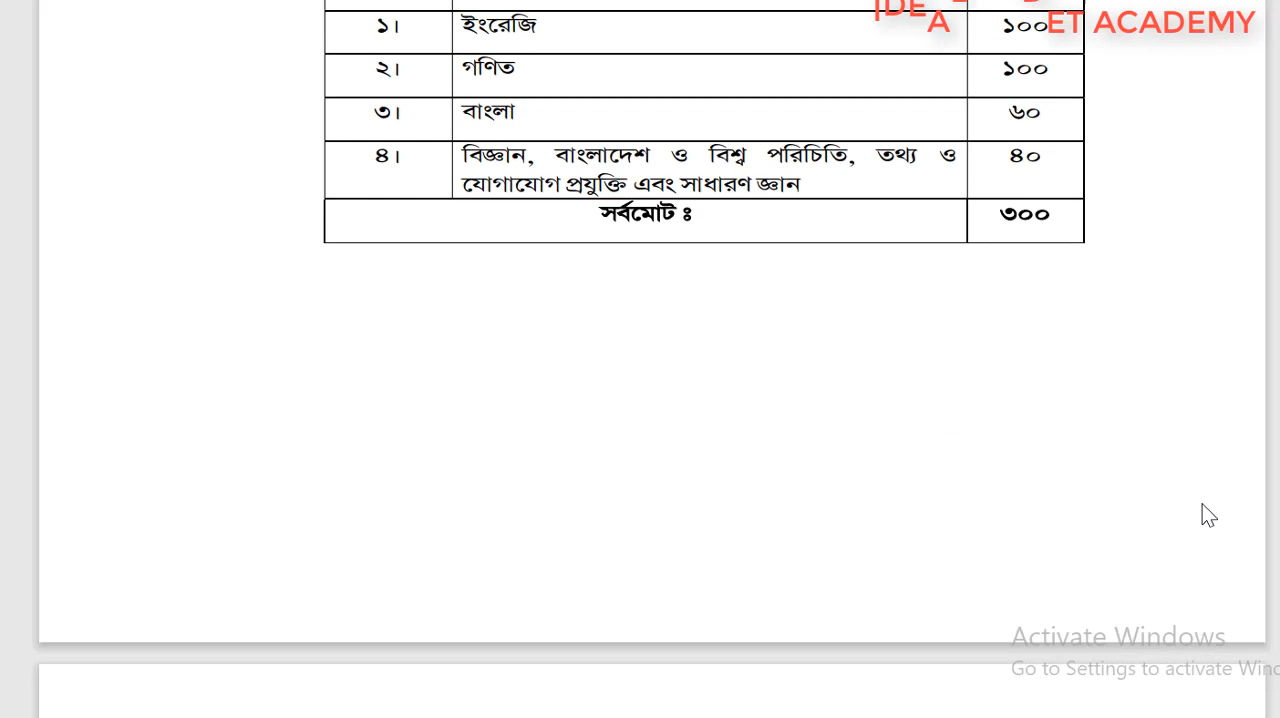 ET ACADEMY
১। ইংরেজি ১০০
২। গণিত ১০০
৩। বাংলা ৬০
৪। বিজ্ঞান, বাংলাদেশ ও বিশ্ব পরিচিতি, তথ্য ও ৪০
যোগাযোগ প্রযুক্তি এবং সাধারণ জ্ঞান
সর্বমোট ঃ ৩০০
Activate Windows
Go to Settings to activate